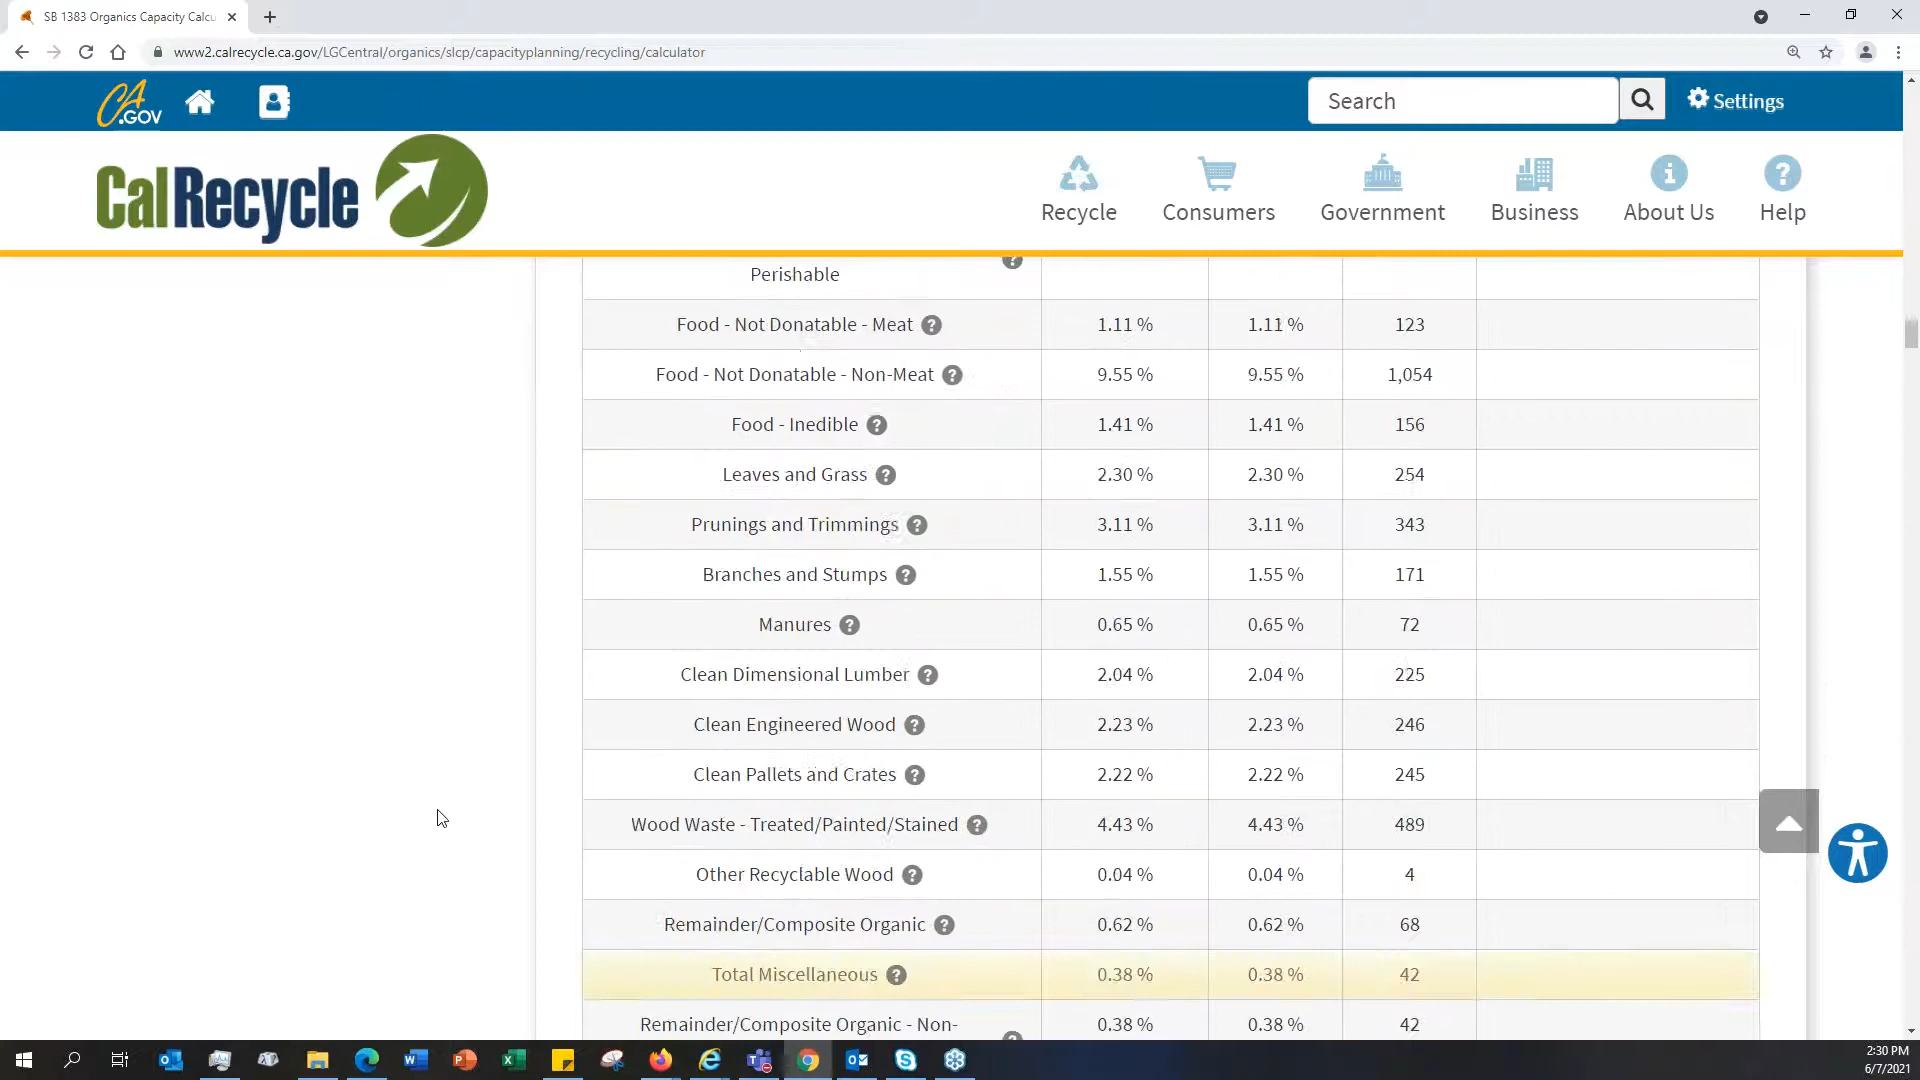 SB 1383 Organics Capacity Calcu
www2.calrecycle.ca.gov/LGCentral/organics/slcp/capacityplanning/recycling/calculator
CA.GOV
Search
Settings
CalRecycle
Recycle Consumers Government Business About Us Help
Perishable ?
Food - Not Donatable - Meat ? 1.11 % 1.11 % 123
Food - Not Donatable - Non-Meat ? 9.55 % 9.55 % 1,054
Food - Inedible ? 1.41 % 1.41 % 156
Leaves and Grass ? 2.30 % 2.30 % 254
Prunings and Trimmings ? 3.11 % 3.11 % 343
Branches and Stumps ? 1.55 % 1.55 % 171
Manures ? 0.65 % 0.65 % 72
Clean Dimensional Lumber ? 2.04 % 2.04 % 225
Clean Engineered Wood ? 2.23 % 2.23 % 246
Clean Pallets and Crates ? 2.22 % 2.22 % 245
Wood Waste - Treated/Painted/Stained ? 4.43 % 4.43 % 489
Other Recyclable Wood ? 0.04 % 0.04 % 4
Remainder/Composite Organic ? 0.62 % 0.62 % 68
Total Miscellaneous ? 0.38 % 0.38 % 42
Remainder/Composite Organic - Non- 0.38 % 0.38 % 42
2:30 PM
6/7/2021